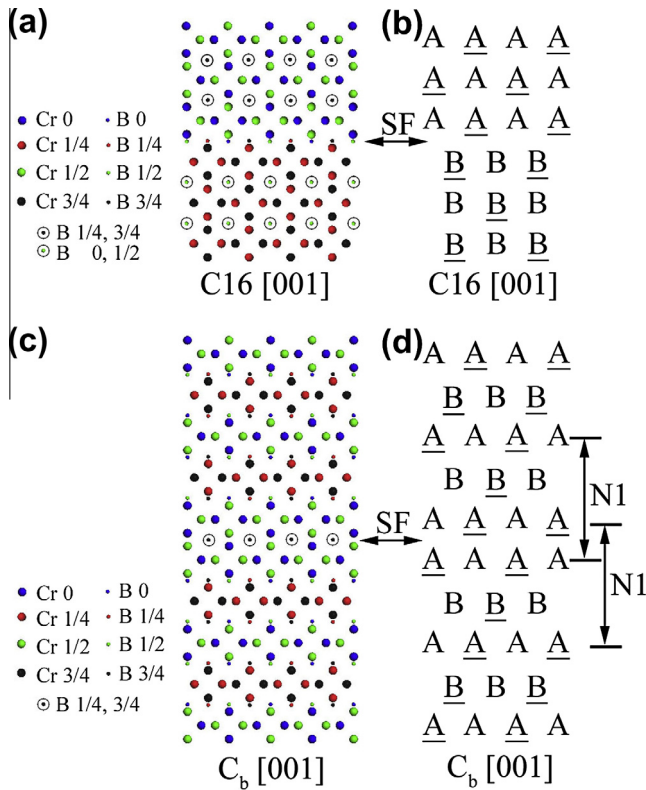 (a)
Cr 0 B 0
Cr 1/4 B 1/4
Cr 1/2 B 1/2
Cr 3/4 B 3/4
B 1/4, 3/4
B 0, 1/2
C16 [001]
SF
(b)
A A A A
A A A A
A A A A
B B B
B B B
B B B
C16 [001]
(c)
Cr 0 B 0
Cr 1/4 B 1/4
Cr 1/2 B 1/2
Cr 3/4 B 3/4
B 1/4, 3/4
Cb [001]
SF
(d)
A A A A
B B B
A A A A
B B B
A A A A
A A A A
B B B
A A A A
B B B
A A A A
N1
N1
Cb [001]